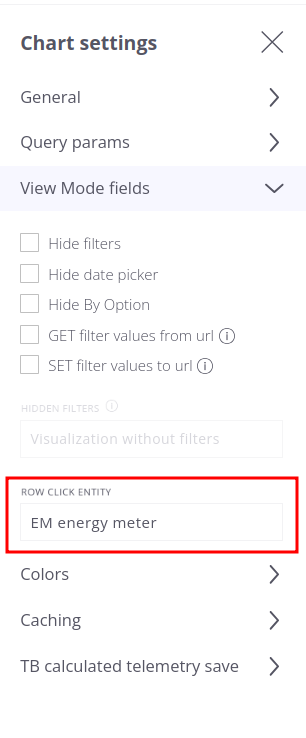 Chart settings
General
Query params
View Mode fields
Hide filters
Hide date picker
Hide By Option
GET filter values from url
SET filter values to url
HIDDEN FILTERS
Visualization without filters
ROW CLICK ENTITY
EM energy meter
Colors
Caching
TB calculated telemetry save